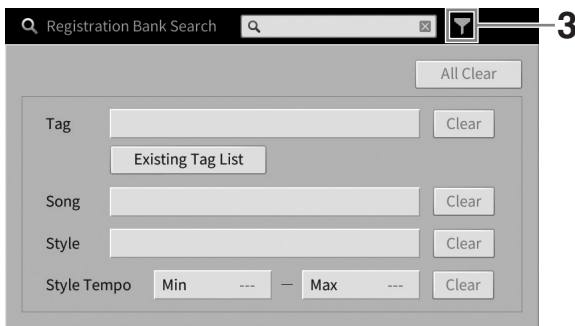 Registration Bank Search
3
All Clear
Tag Clear
Existing Tag List
Song Clear
Style Clear
Style Tempo Min --- — Max --- Clear